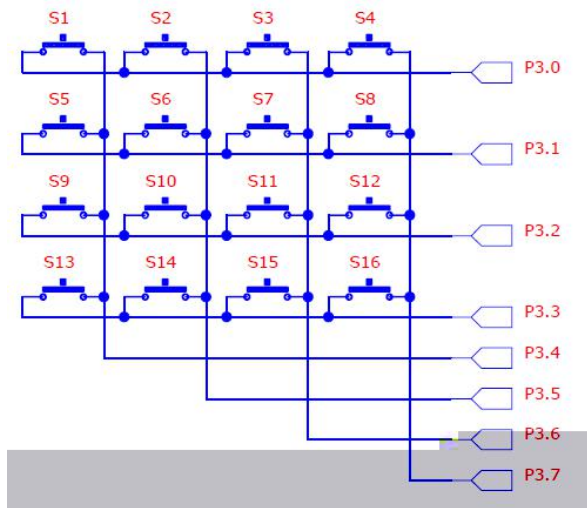 S1 S2 S3 S4
P3.0
S5 S6 S7 S8
P3.1
S9 S10 S11 S12
P3.2
S13 S14 S15 S16
P3.3
P3.4
P3.5
P3.6
P3.7